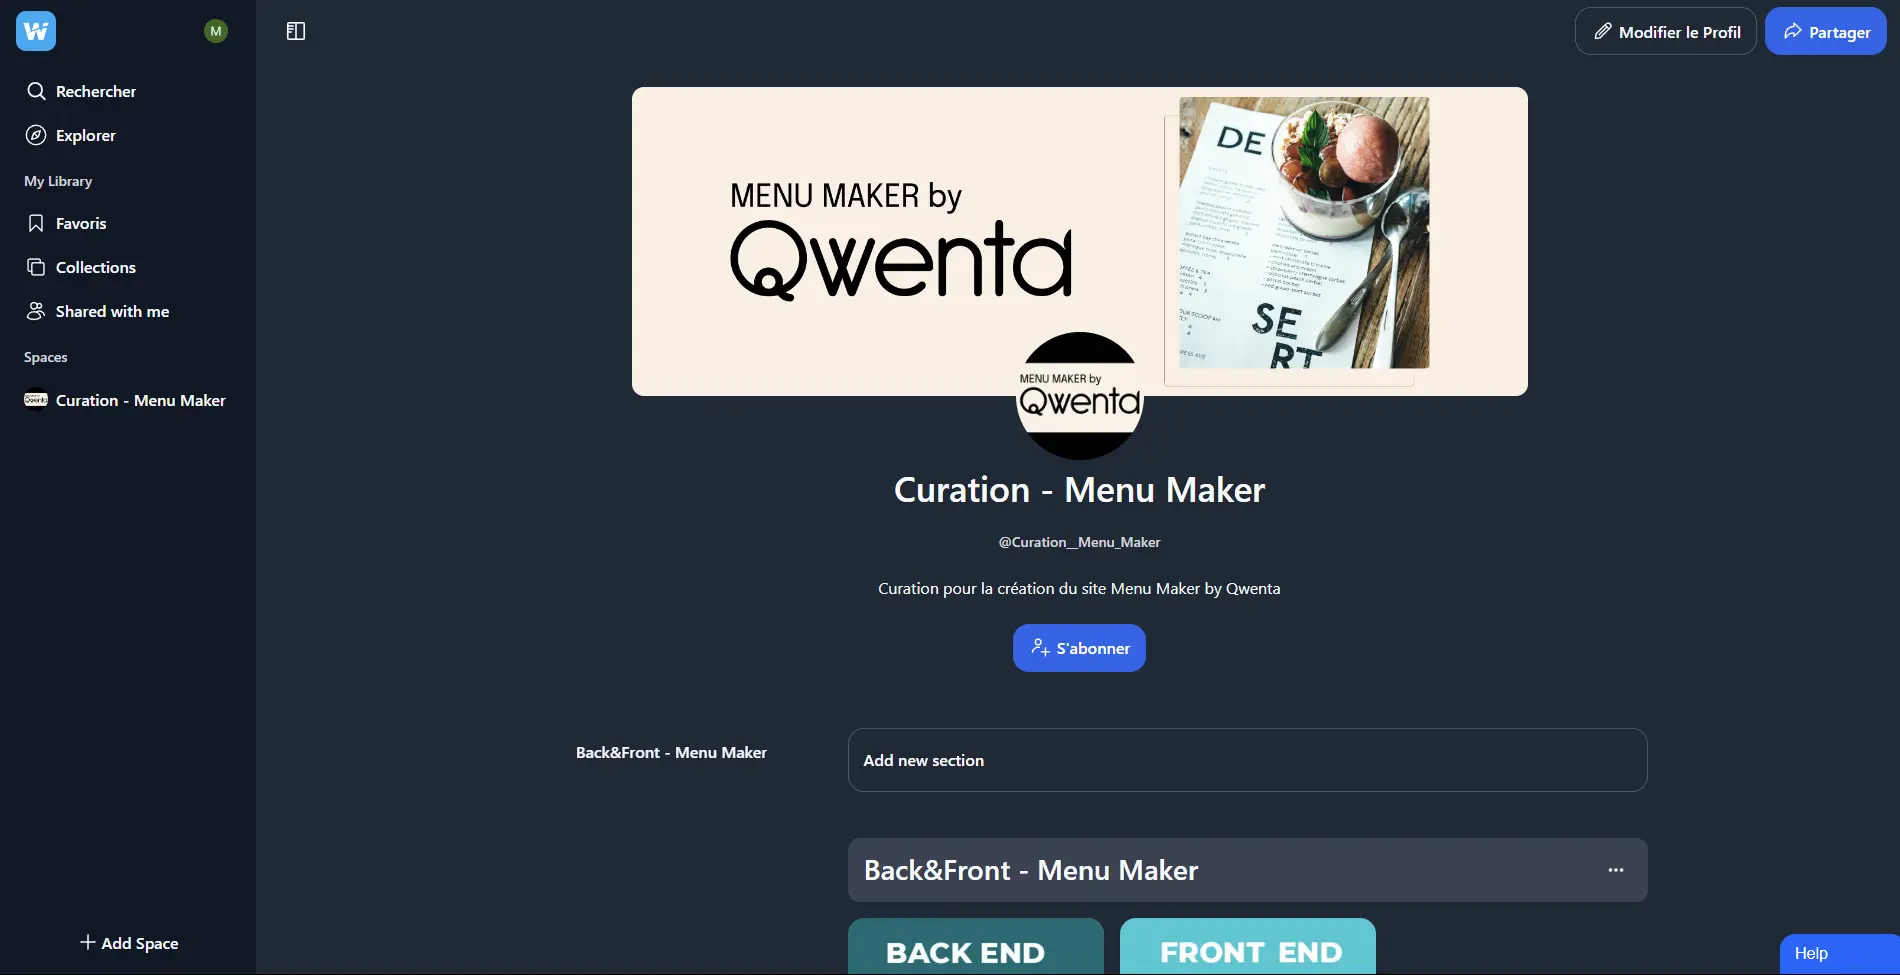 W
M
Rechercher
Explorer
My Library
Favoris
Collections
Shared with me
Spaces
Curation - Menu Maker
Add Space
Modifier le Profil
Partager
MENU MAKER by
Qwenta
DE
SE
RT
MENU MAKER by
Qwenta
Curation - Menu Maker
@Curation__Menu_Maker
Curation pour la création du site Menu Maker by Qwenta
S'abonner
Back&Front - Menu Maker
Add new section
Back&Front - Menu Maker
BACK END
FRONT END
Help